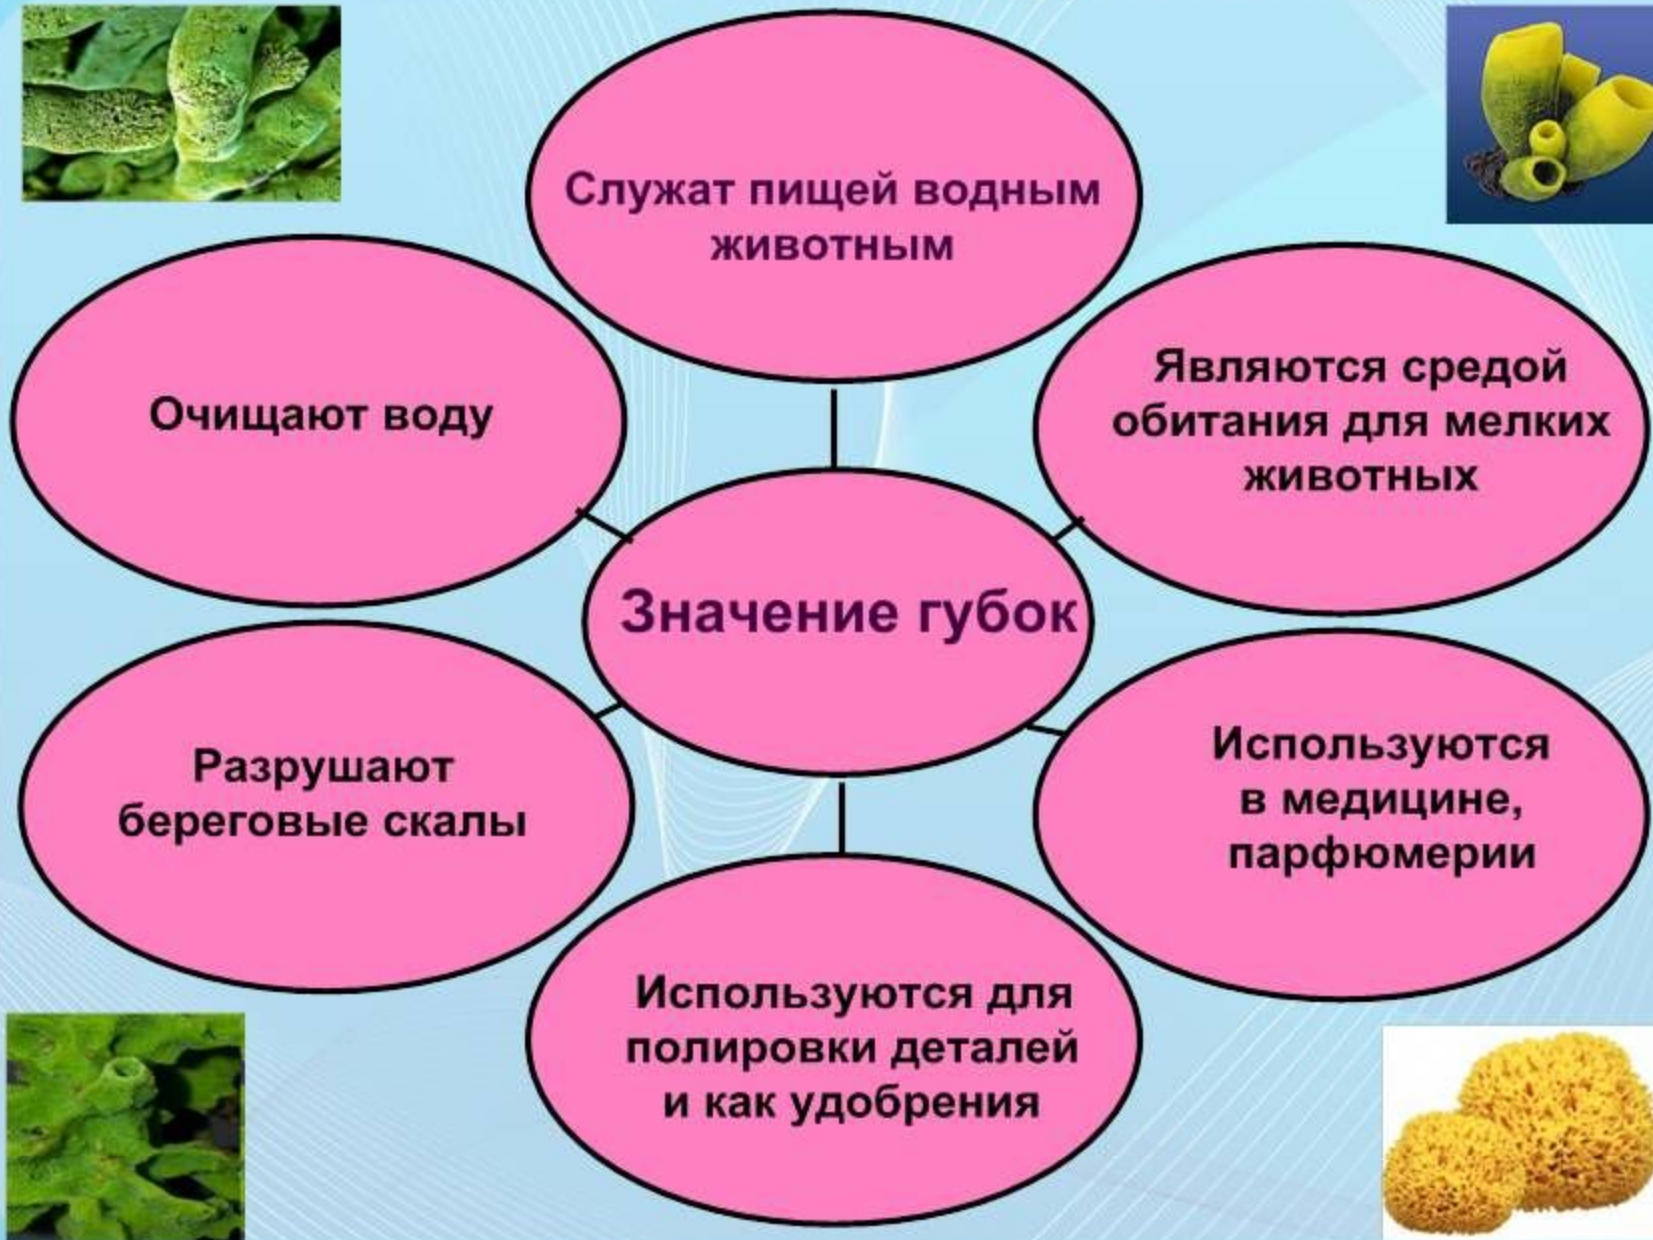 Служат пищей водным
животным
Очищают воду
Являются средой
обитания для мелких
животных
Значение губок
Разрушают
береговые скалы
Используются
в медицине,
парфюмерии
Используются для
полировки деталей
и как удобрения